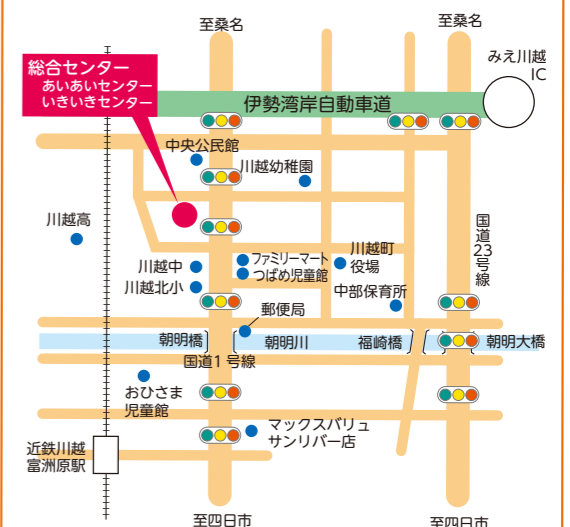 至桑名
至桑名
みえ川越
IC
総合センター
あいあいセンター
いきいきセンター
伊勢湾岸自動車道
中央公民館
川越幼稚園
川越高
国道23号線
川越中
川越北小
ファミリーマート
つばめ児童館
川越町
役場
中部保育所
郵便局
朝明橋
朝明川
福崎橋
朝明大橋
国道1号線
おひさま
児童館
マックスバリュ
サンリバー店
近鉄川越
富洲原駅
至四日市
至四日市